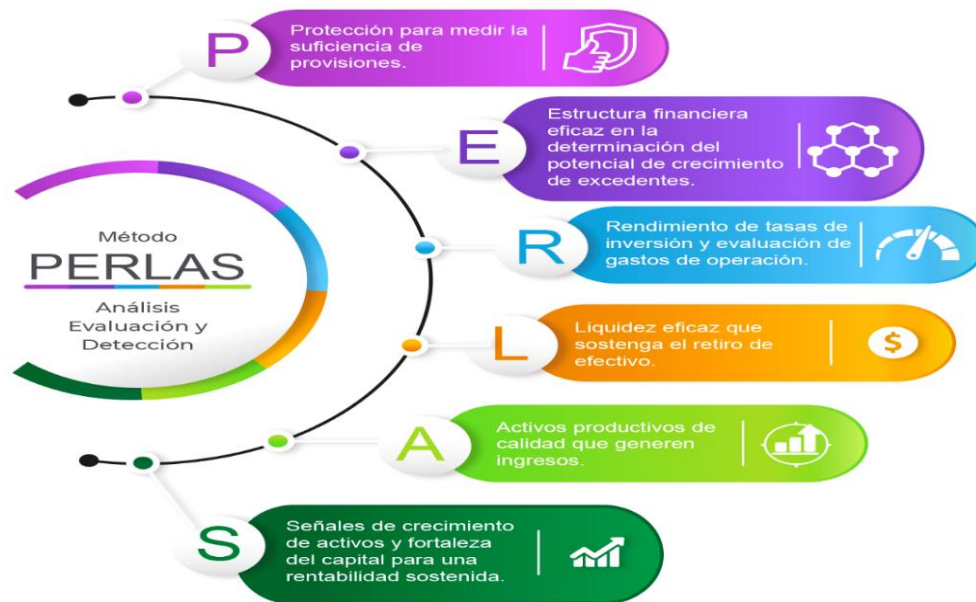 P
Protección para medir la
suficiencia de
provisiones.
E
Estructura financiera
eficaz en la
determinación del
potencial de crecimiento
de excedentes.
R
Rendimiento de tasas de
inversión y evaluación de
gastos de operación.
Método
PERLAS
Análisis
Evaluación y
Detección
L
Liquidez eficaz que
sostenga el retiro de
efectivo.
$
A
Activos productivos de
calidad que generen
ingresos.
S
Señales de crecimiento
de activos y fortaleza
del capital para una
rentabilidad sostenida.